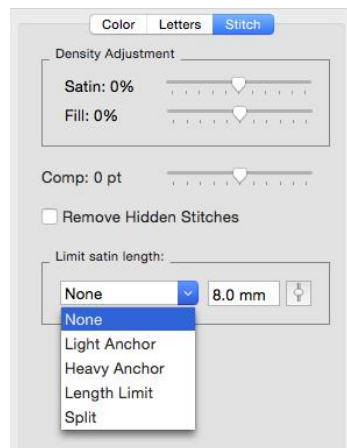 Color Letters Stitch
Density Adjustment
Satin: 0%
Fill: 0%
Comp: 0 pt
Remove Hidden Stitches
Limit satin length:
None 8.0 mm
None
Light Anchor
Heavy Anchor
Length Limit
Split